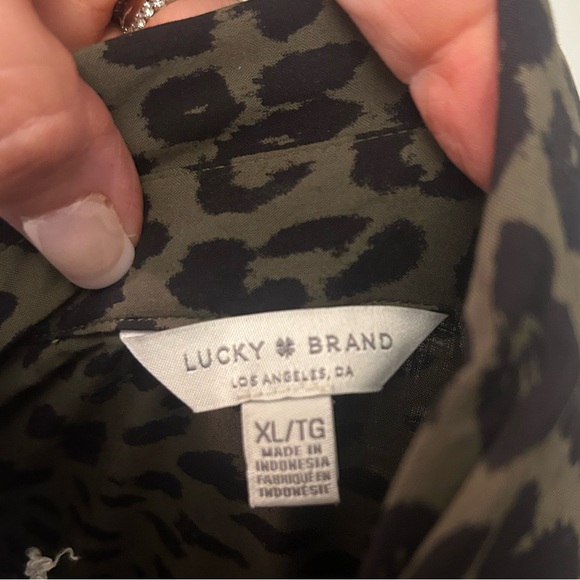 LUCKY BRAND
LOS ANGELES, CA
XL/TG
MADE IN
INDONESIA
FABRIQUÉ EN
INDONÉSIE